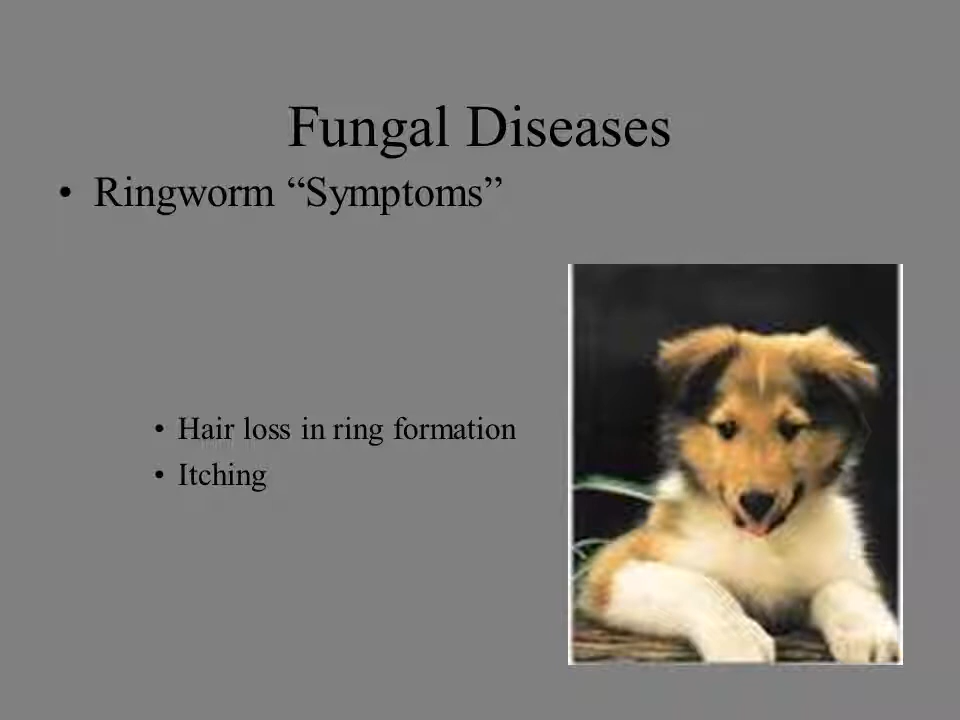 Fungal Diseases
• Ringworm “Symptoms”
• Hair loss in ring formation
• Itching